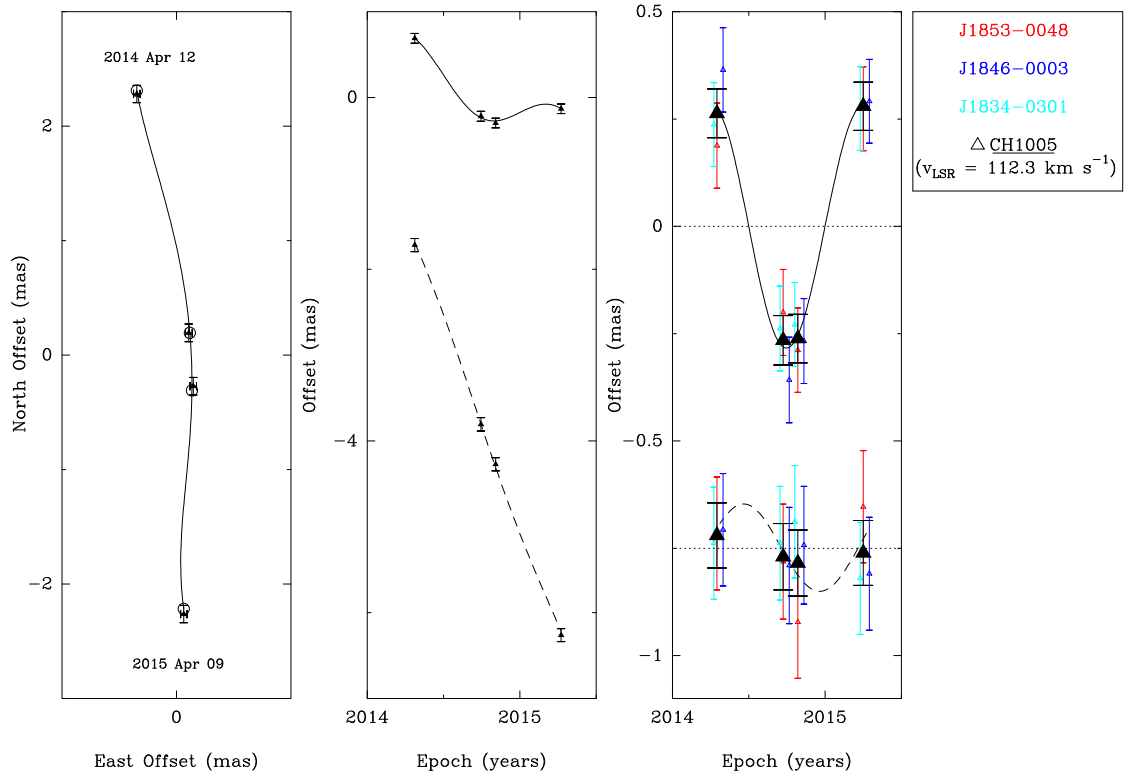 2014 Apr 12
2015 Apr 09
2
0
−2
0
North Offset (mas)
East Offset (mas)
0
−4
2014
2015
Offset (mas)
Epoch (years)
0.5
0
−0.5
−1
2014
2015
Offset (mas)
Epoch (years)
J1853−0048
J1846−0003
J1834−0301
△ CH1005
(v_LSR = 112.3 km s⁻¹)